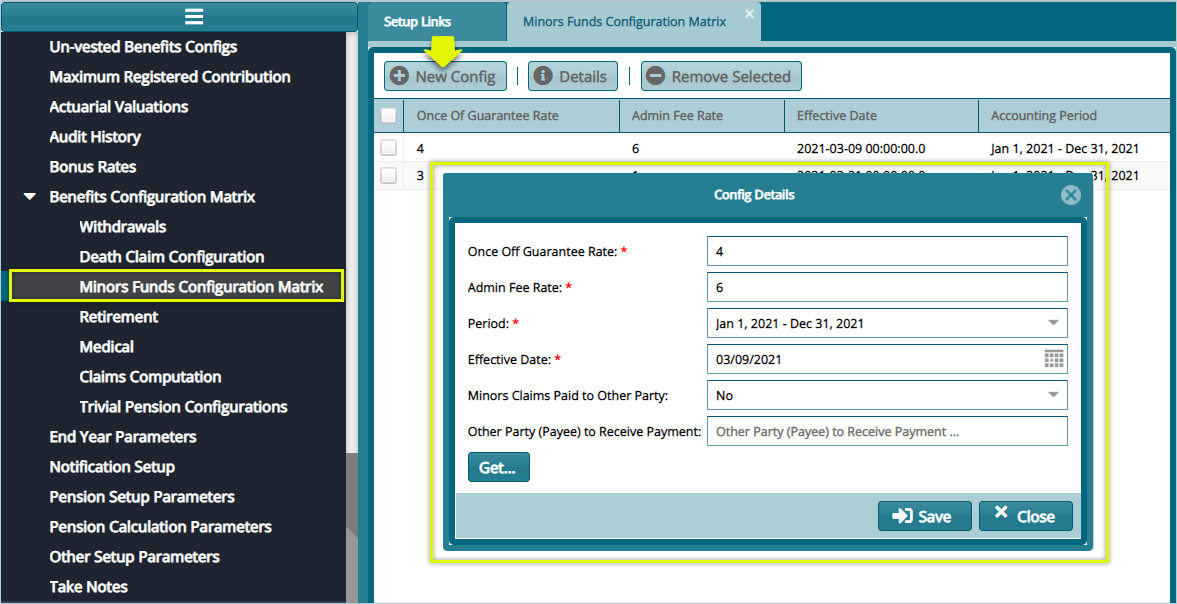 Setup Links
Minors Funds Configuration Matrix
Un-vested Benefits Configs
Maximum Registered Contribution
Actuarial Valuations
Audit History
Bonus Rates
Benefits Configuration Matrix
Withdrawals
Death Claim Configuration
Minors Funds Configuration Matrix
Retirement
Medical
Claims Computation
Trivial Pension Configurations
End Year Parameters
Notification Setup
Pension Setup Parameters
Pension Calculation Parameters
Other Setup Parameters
Take Notes
New Config | Details | Remove Selected
Once Of Guarantee Rate Admin Fee Rate Effective Date Accounting Period
4 6 2021-03-09 00:00:00.0 Jan 1, 2021 - Dec 31, 2021
3 31, 2021
Config Details
Once Off Guarantee Rate: * 4
Admin Fee Rate: * 6
Period: * Jan 1, 2021 - Dec 31, 2021
Effective Date: * 03/09/2021
Minors Claims Paid to Other Party: No
Other Party (Payee) to Receive Payment: Other Party (Payee) to Receive Payment ...
Get...
Save Close